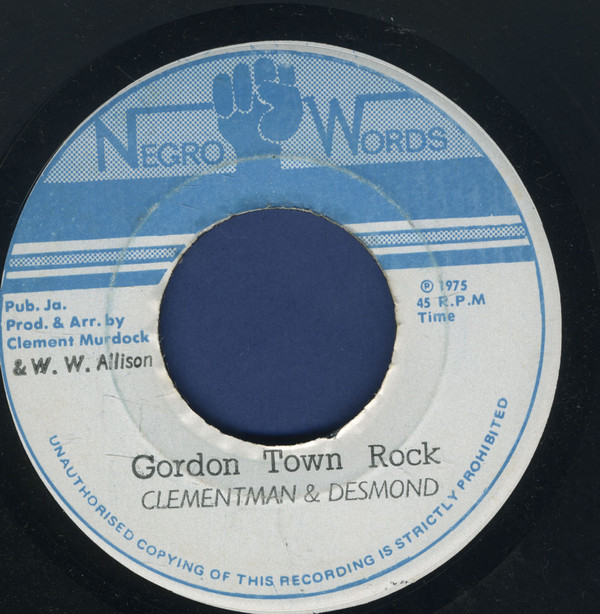 NEGRO WORDS
Pub. Ja.
Prod. & Arr. by
Clement Murdock
& W. W. Allison
℗ 1975
45 R.P.M
Time
Gordon Town Rock
CLEMENTMAN & DESMOND
UNAUTHORISED COPYING OF THIS RECORDING IS STRICTLY PROHIBITED